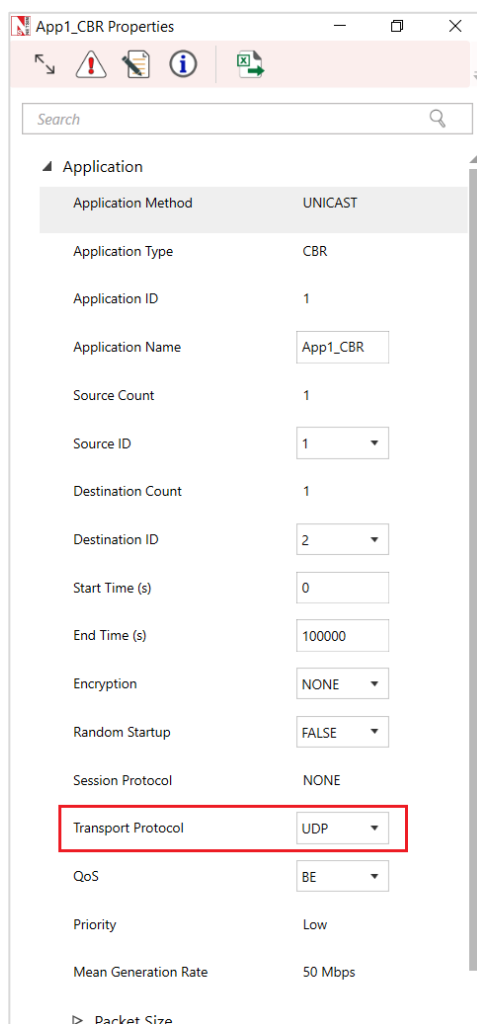 App1_CBR Properties
Search
Application
Application Method UNICAST
Application Type CBR
Application ID 1
Application Name App1_CBR
Source Count 1
Source ID 1
Destination Count 1
Destination ID 2
Start Time (s) 0
End Time (s) 100000
Encryption NONE
Random Startup FALSE
Session Protocol NONE
Transport Protocol UDP
QoS BE
Priority Low
Mean Generation Rate 50 Mbps
Packet Size